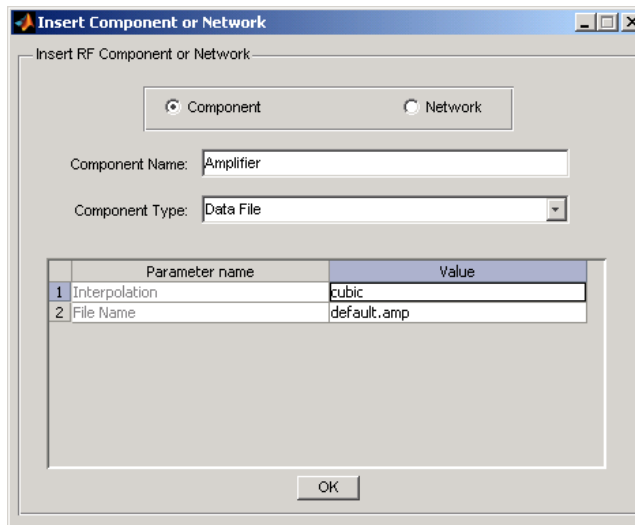 Insert Component or Network
Insert RF Component or Network
Component Network
Component Name: Amplifier
Component Type: Data File
Parameter name Value
1 Interpolation cubic
2 File Name default.amp
OK